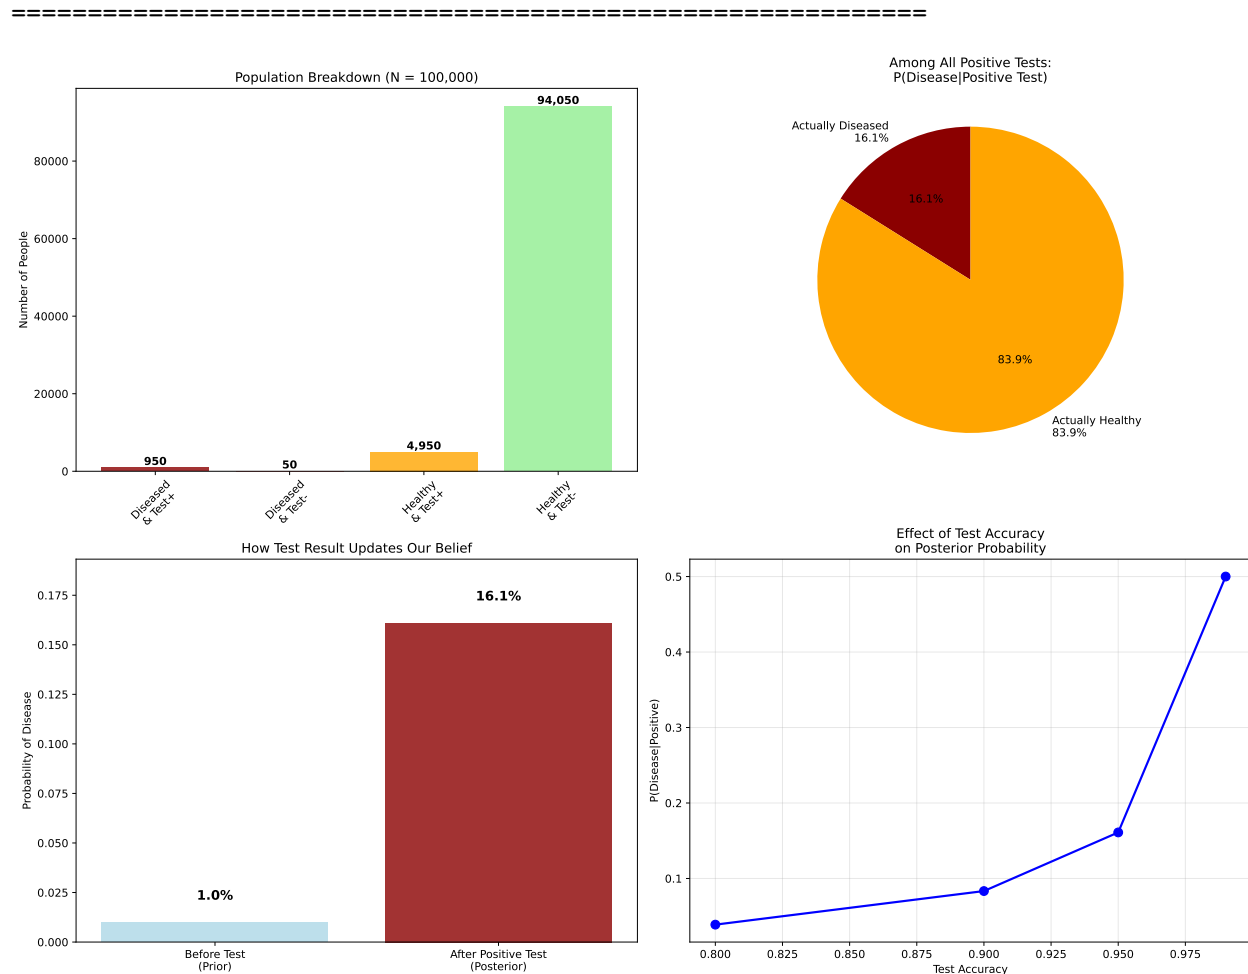 =============================================================
Population Breakdown (N = 100,000)
Number of People
80000
60000
40000
20000
0
950
50
4,950
94,050
Diseased
& Test+
Diseased
& Test-
Healthy
& Test+
Healthy
& Test-
Among All Positive Tests:
P(Disease|Positive Test)
Actually Diseased
16.1%
16.1%
83.9%
Actually Healthy
83.9%
How Test Result Updates Our Belief
Probability of Disease
0.175
0.150
0.125
0.100
0.075
0.050
0.025
0.000
1.0%
16.1%
Before Test
(Prior)
After Positive Test
(Posterior)
Effect of Test Accuracy
on Posterior Probability
P(Disease|Positive)
0.5
0.4
0.3
0.2
0.1
0.800
0.825
0.850
0.875
0.900
0.925
0.950
0.975
Test Accuracy